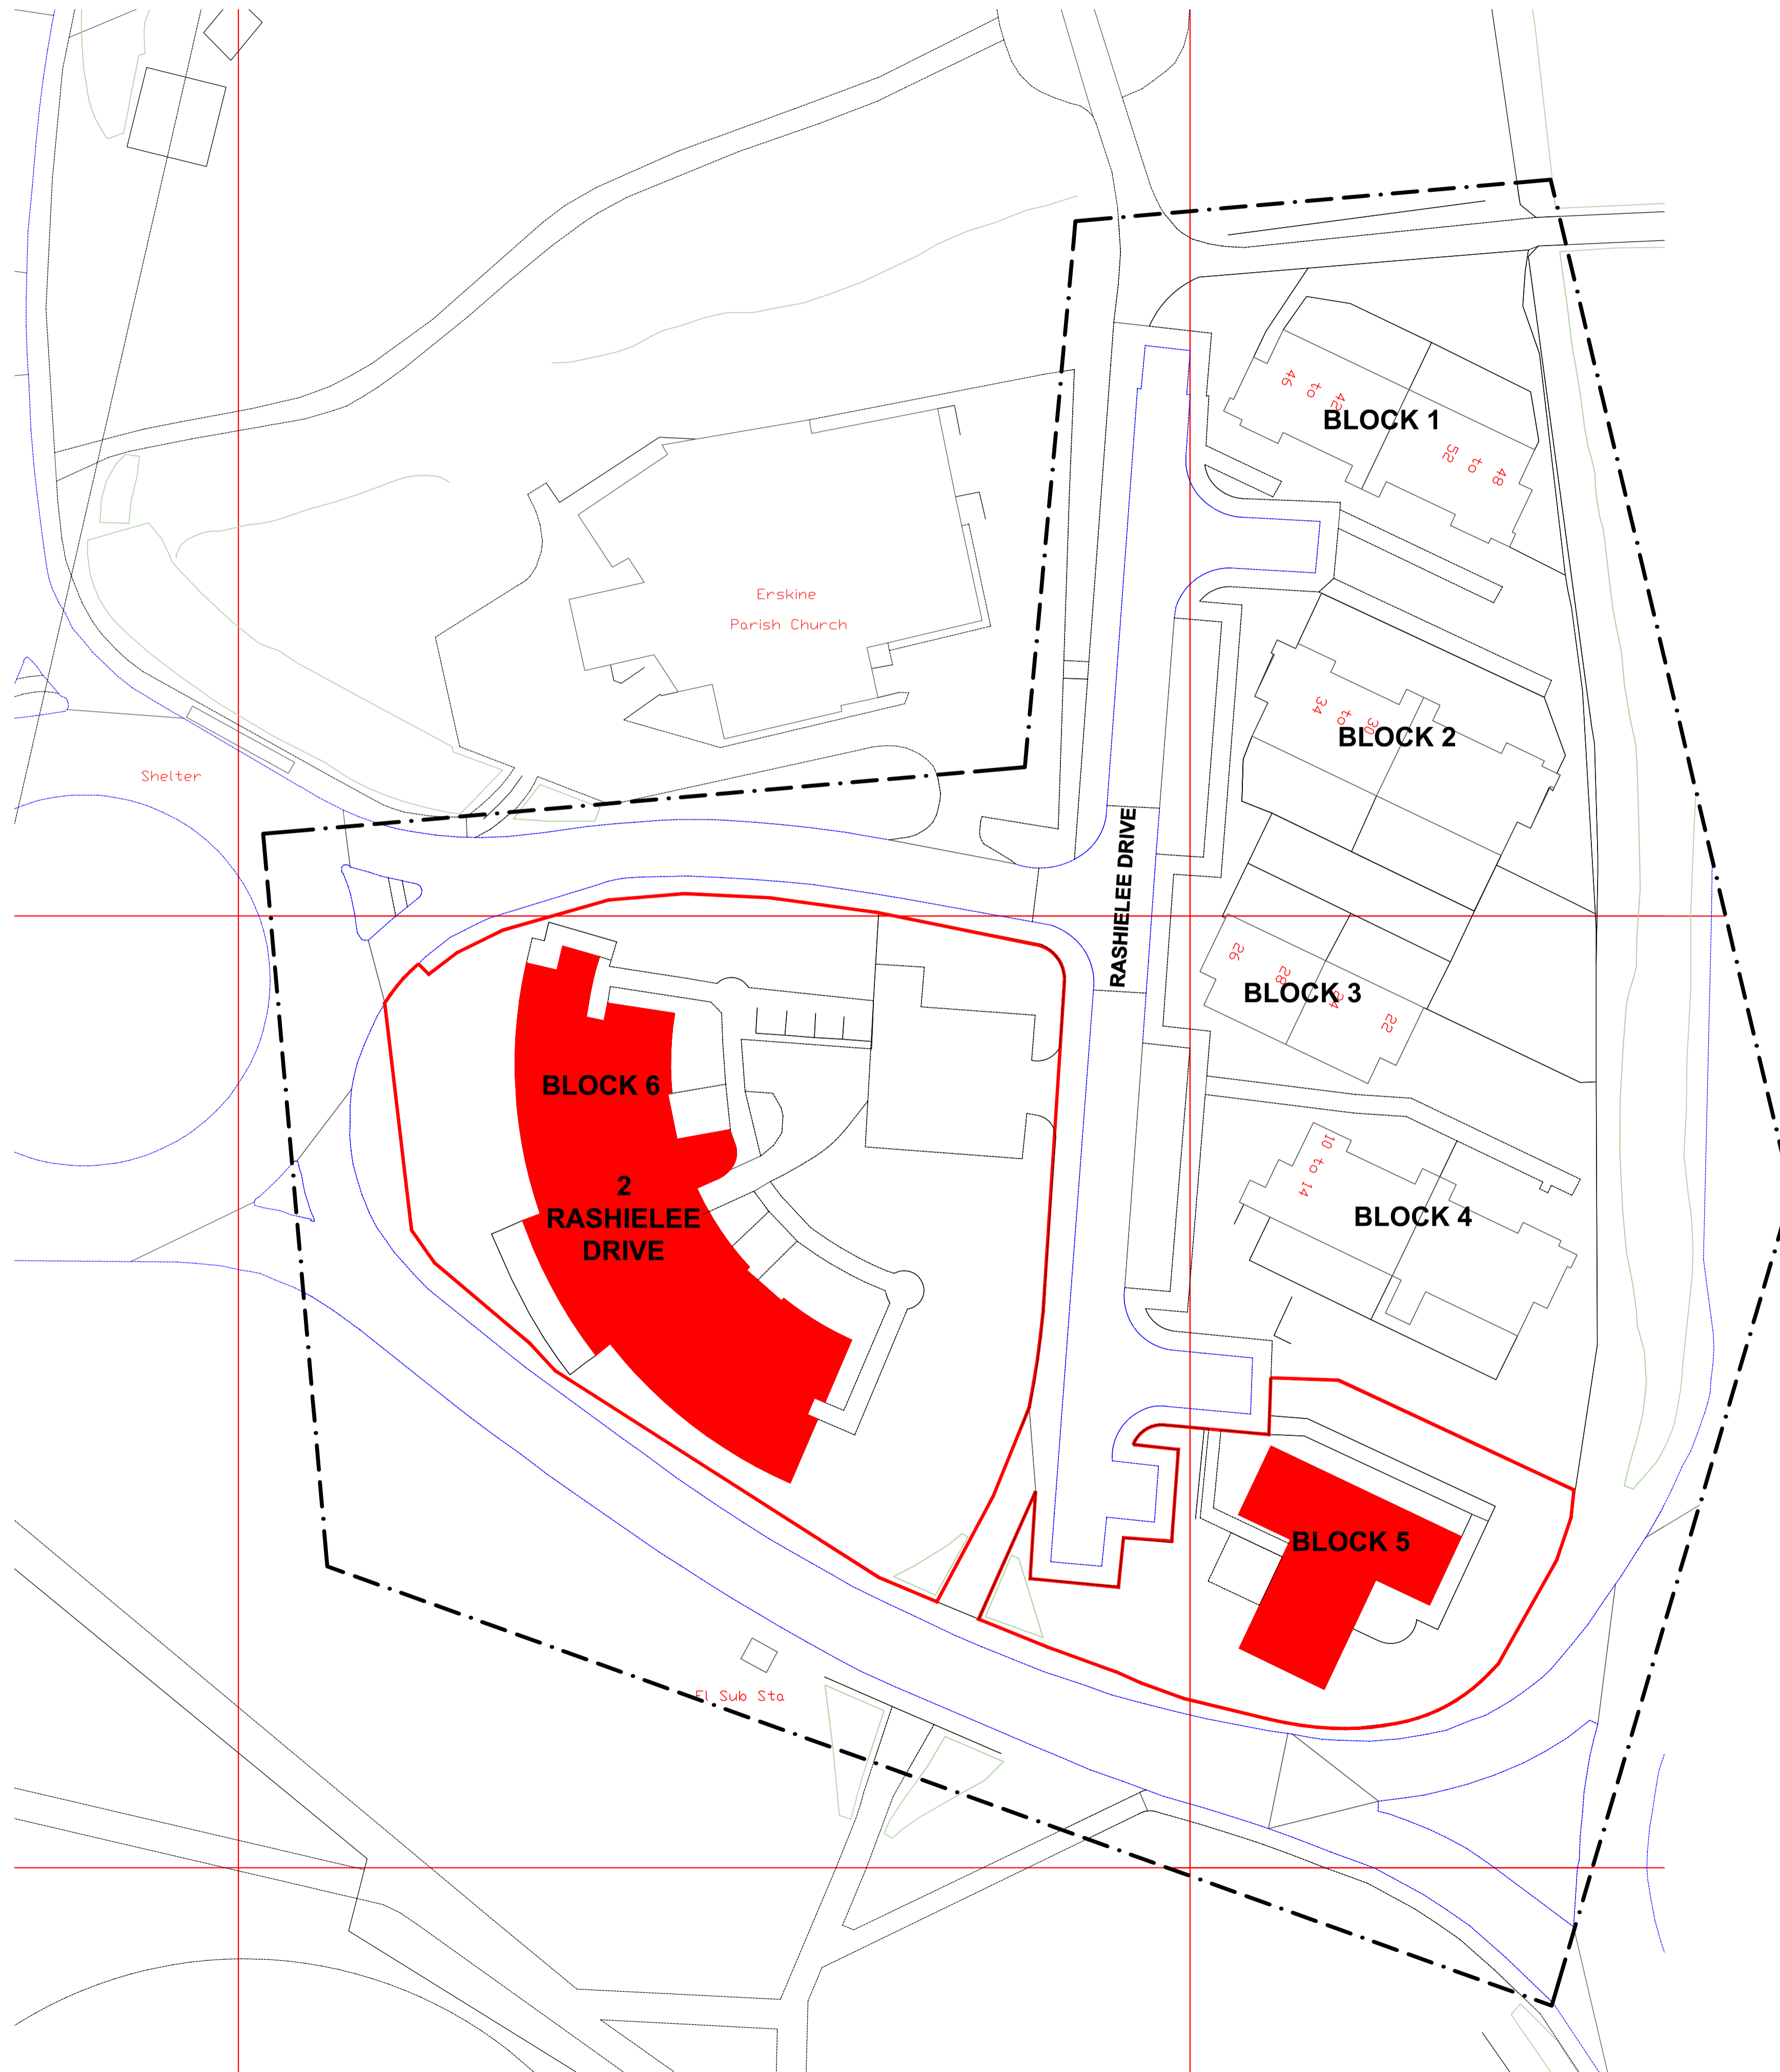 46 to 42
BLOCK 1
52 to 48
Erskine
Parish Church
34 to 30
BLOCK 2
Shelter
RASHIELEE DRIVE
26
28
BLOCK 3
24
22
BLOCK 6
10 to 14
2
RASHIELEE
DRIVE
BLOCK 4
BLOCK 5
El Sub Sta